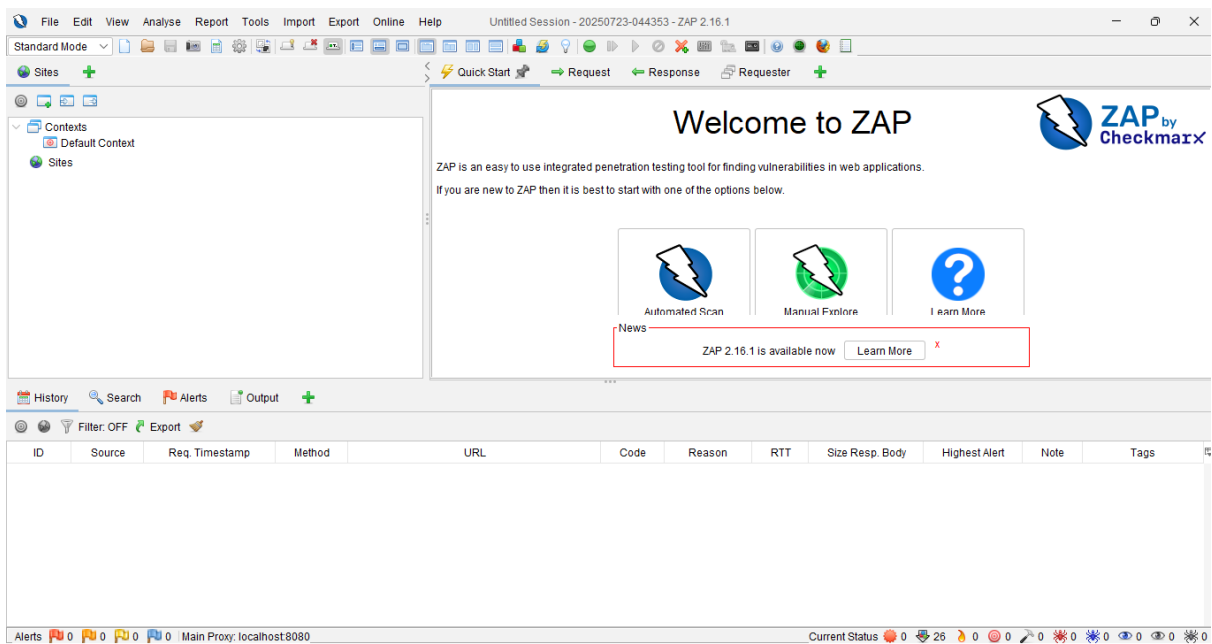 File Edit View Analyse Report Tools Import Export Online Help Untitled Session - 20250723-044353 - ZAP 2.16.1
Standard Mode
Sites
Quick Start Request Response Requester
Contexts
Default Context
Sites
Welcome to ZAP
ZAP by
Checkmarx
ZAP is an easy to use integrated penetration testing tool for finding vulnerabilities in web applications.
If you are new to ZAP then it is best to start with one of the options below.
Automated Scan Manual Explore Learn More
News
ZAP 2.16.1 is available now Learn More x
History Search Alerts Output
Filter: OFF Export
ID Source Req. Timestamp Method URL Code Reason RTT Size Resp. Body Highest Alert Note Tags
Alerts 0 0 0 0 Main Proxy: localhost:8080 Current Status 0 26 0 0 0 0 0 0 0 0